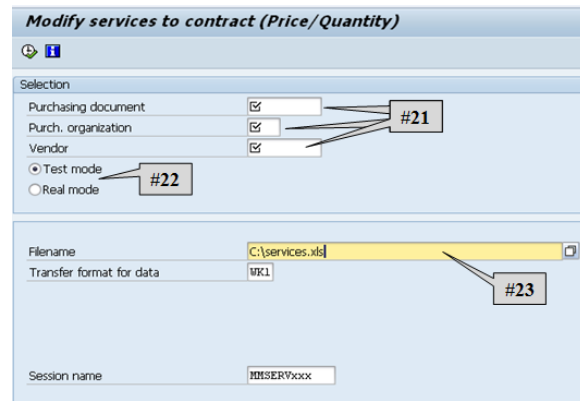 Modify services to contract (Price/Quantity)
Selection
Purchasing document
#21
Purch. organization
Vendor
Test mode
#22
Real mode
Filename C:\services.xls
Transfer format for data WK1
#23
Session name MMSERVxxx